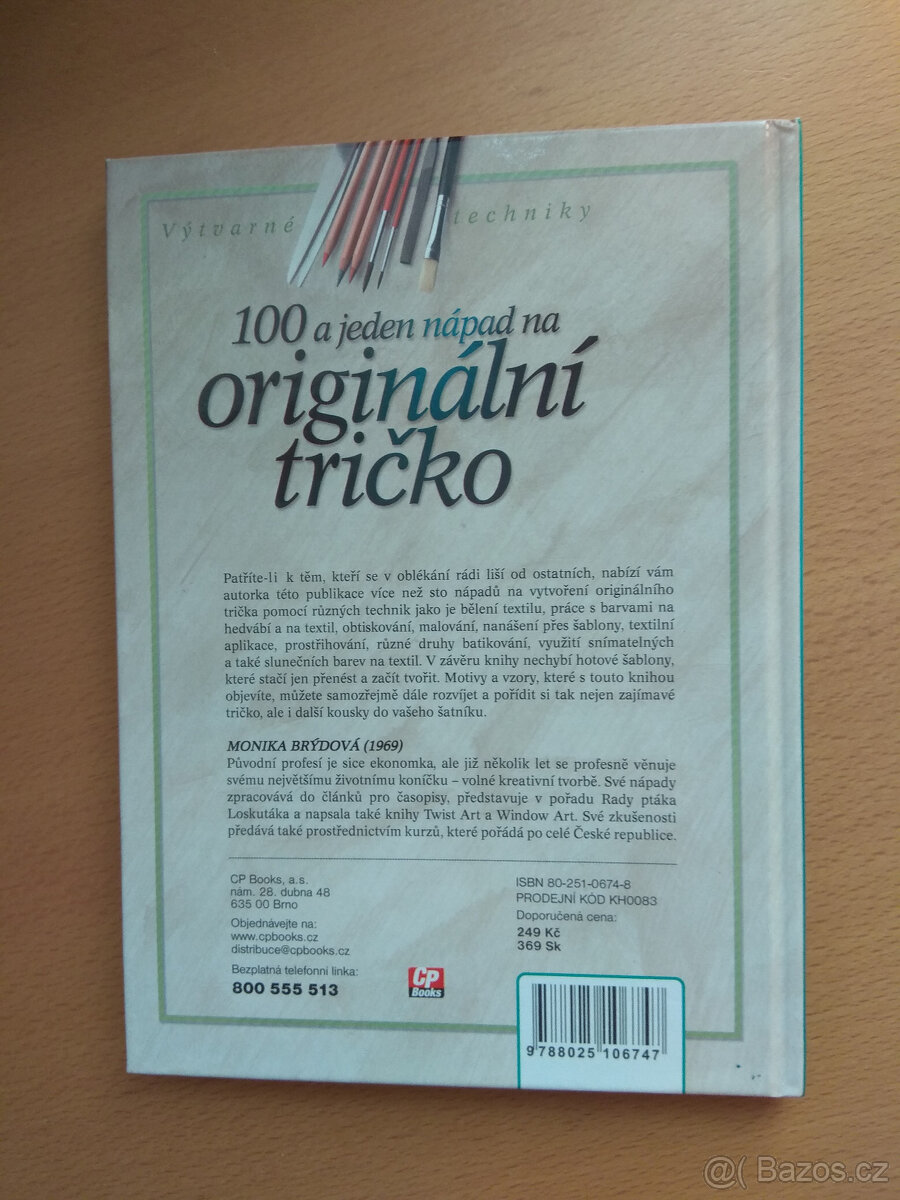 Výtvarné techniky
100 a jeden nápad na
originální
tričko
Patříte-li k těm, kteří se v oblékání rádi liší od ostatních, nabízí vám
autorka této publikace více než sto nápadů na vytvoření originálního
trička pomocí různých technik jako je bělení textilu, práce s barvami na
hedvábí a na textil, obtiskování, malování, nanášení přes šablony, textilní
aplikace, prostřihování, různé druhy batikování, využití snímatelných
a také slunečních barev na textil. V závěru knihy nechybí hotové šablony,
které stačí jen přenést a začít tvořit. Motivy a vzory, které s touto knihou
objevíte, můžete samozřejmě dále rozvíjet a pořídit si tak nejen zajímavé
tričko, ale i další kousky do vašeho šatníku.
MONIKA BRÝDOVÁ (1969)
Původní profesí je sice ekonomka, ale již několik let se profesně věnuje
svému největšímu životnímu koníčku – volné kreativní tvorbě. Své nápady
zpracovává do článků pro časopisy, představuje v pořadu Rady ptáka
Loskutáka a napsala také knihy Twist Art a Window Art. Své zkušenosti
předává také prostřednictvím kurzů, které pořádá po celé České republice.
CP Books, a.s.
nám. 28. dubna 48
635 00 Brno
Objednávejte na:
www.cpbooks.cz
distribuce@cpbooks.cz
Bezplatná telefonní linka:
800 555 513
CP
Books
ISBN 80-251-0674-8
PRODEJNÍ KÓD KH0083
Doporučená cena:
249 Kč
369 Sk
9 788025 106747
@( Bazos.cz